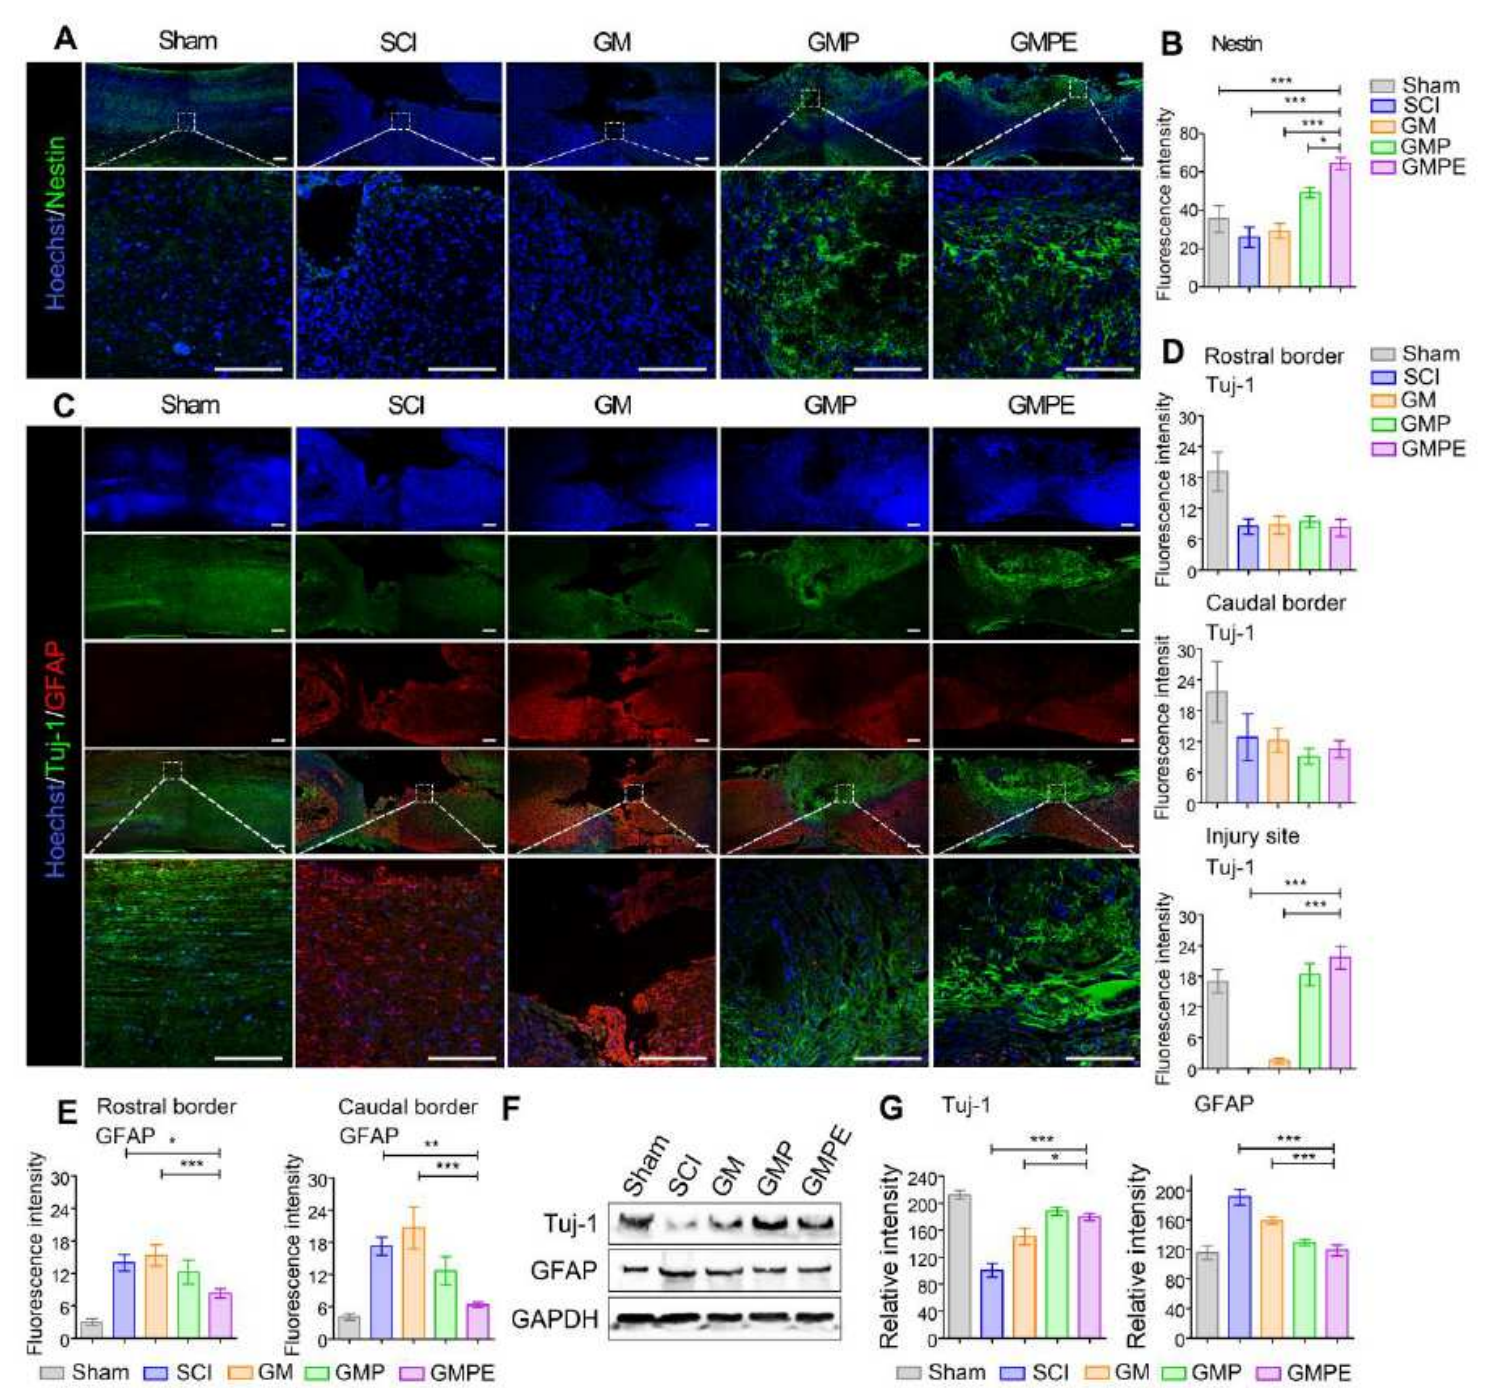 A
Sham SCI GM GMP GMPE
Hoechst/Nestin
B Nestin
***
***
***
*
Fluorescence intensity
80
60
40
20
0
Sham
SCI
GM
GMP
GMPE
C
Sham SCI GM GMP GMPE
Hoechst/Tuj-1/GFAP
D Rostral border
Tuj-1
Fluorescence intensity
30
24
18
12
6
0
Sham
SCI
GM
GMP
GMPE
Caudal border
Tuj-1
Fluorescence intensit
30
24
18
12
6
0
Injury site
Tuj-1
***
***
Fluorescence intensity
30
24
18
12
6
0
E Rostral border
GFAP *
***
Fluorescence intensity
30
24
18
12
6
0
Caudal border
GFAP **
***
Fluorescence intensity
30
24
18
12
6
0
Sham SCI GM GMP GMPE
F
Sham SCI GM GMP GMPE
Tuj-1
GFAP
GAPDH
G Tuj-1
***
*
Relative intensity
240
200
160
120
80
40
0
GFAP
***
***
Relative intensity
200
160
120
80
40
0
Sham SCI GM GMP GMPE